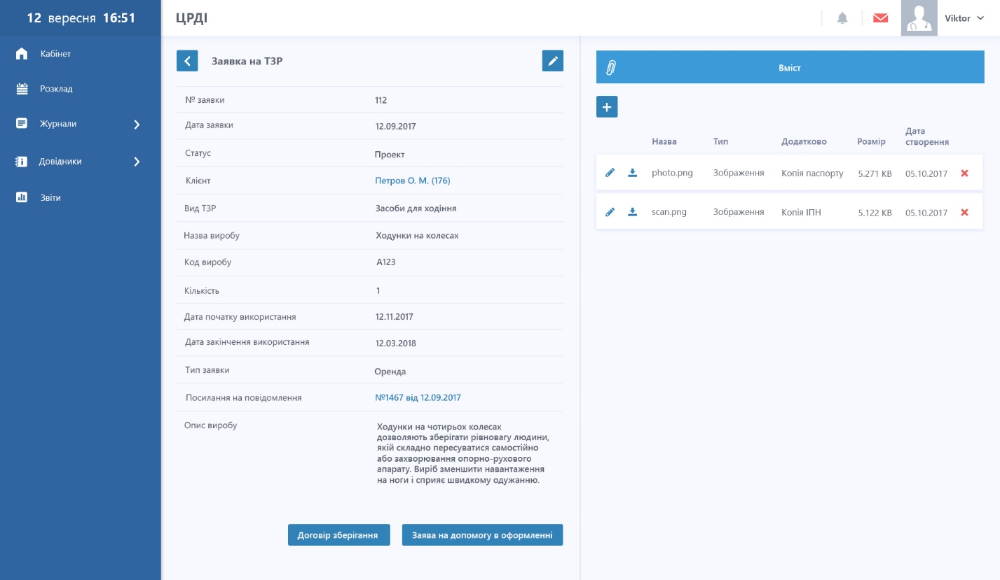 12 вересня 16:51
ЦРДІ
Viktor
Кабінет
Розклад
Журнали
Довідники
Звіти
Заявка на ТЗР
№ заявки 112
Дата заявки 12.09.2017
Статус Проект
Клієнт Петров О. М. (176)
Вид ТЗР Засоби для ходіння
Назва виробу Ходунки на колесах
Код виробу А123
Кількість 1
Дата початку використання 12.11.2017
Дата закінчення використання 12.03.2018
Тип заявки Оренда
Посилання на повідомлення №1467 від 12.09.2017
Опис виробу Ходунки на чотирьох колесах
дозволяють зберігати рівновагу людини,
якій складно пересуватися самостійно
або захворювання опорно-рухового
апарату. Виріб зменшити навантаження
на ноги і сприяє швидкому одужанню.
Договір зберігання Заява на допомогу в оформленні
Вміст
Назва Тип Додатково Розмір Дата
створення
photo.png Зображення Копія паспорту 5.271 KB 05.10.2017
scan.png Зображення Копія ІПН 5.122 KB 05.10.2017